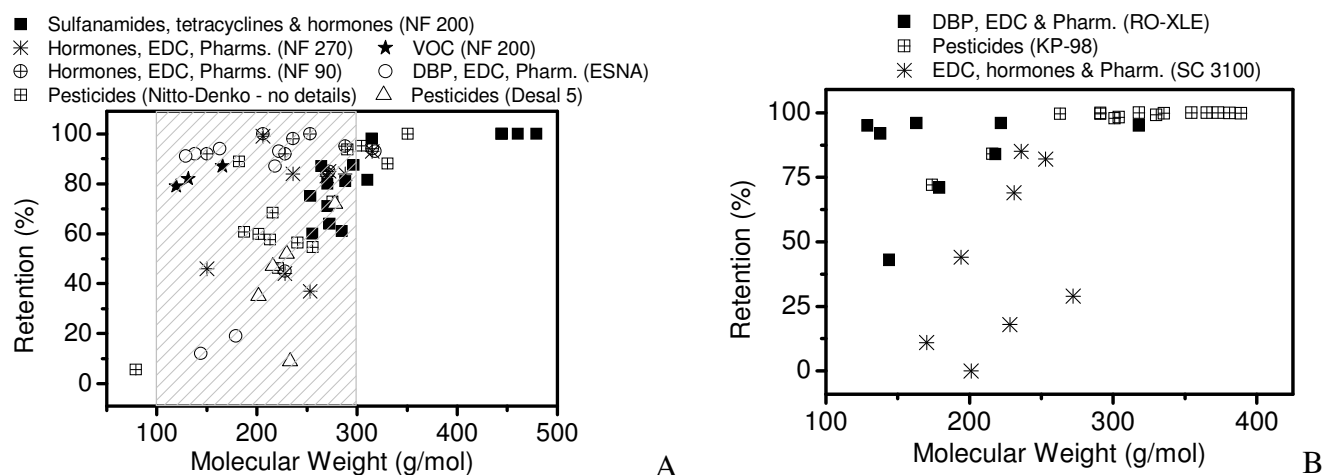 Sulfanamides, tetracyclines & hormones (NF 200)
Hormones, EDC, Pharms. (NF 270) VOC (NF 200)
Hormones, EDC, Pharms. (NF 90) DBP, EDC, Pharm. (ESNA)
Pesticides (Nitto-Denko - no details) Pesticides (Desal 5)
100
80
60
40
20
0
Retention (%)
100 200 300 400 500
Molecular Weight (g/mol)
A
DBP, EDC & Pharm. (RO-XLE)
Pesticides (KP-98)
EDC, hormones & Pharm. (SC 3100)
100
75
50
25
0
Retention (%)
100 200 300 400
Molecular Weight (g/mol)
B